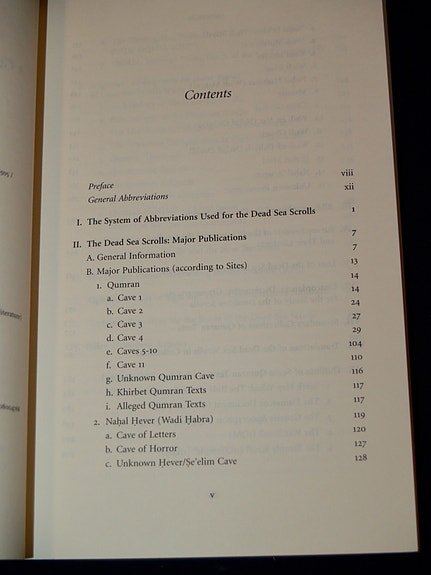 Contents
Preface viii
General Abbreviations xii
I. The System of Abbreviations Used for the Dead Sea Scrolls 1
II. The Dead Sea Scrolls: Major Publications 7
A. General Information 7
B. Major Publications (according to Sites) 13
1. Qumran 14
a. Cave 1 14
b. Cave 2 24
c. Cave 3 27
d. Cave 4 29
e. Caves 5-10 104
f. Cave 11 110
g. Unknown Qumran Cave 116
h. Khirbet Qumran Texts 117
i. Alleged Qumran Texts 117
2. Naḥal Ḥever (Wadi Ḥabra) 119
a. Cave of Letters 120
b. Cave of Horror 127
c. Unknown Ḥever/Ṣeʾelim Cave 128
v